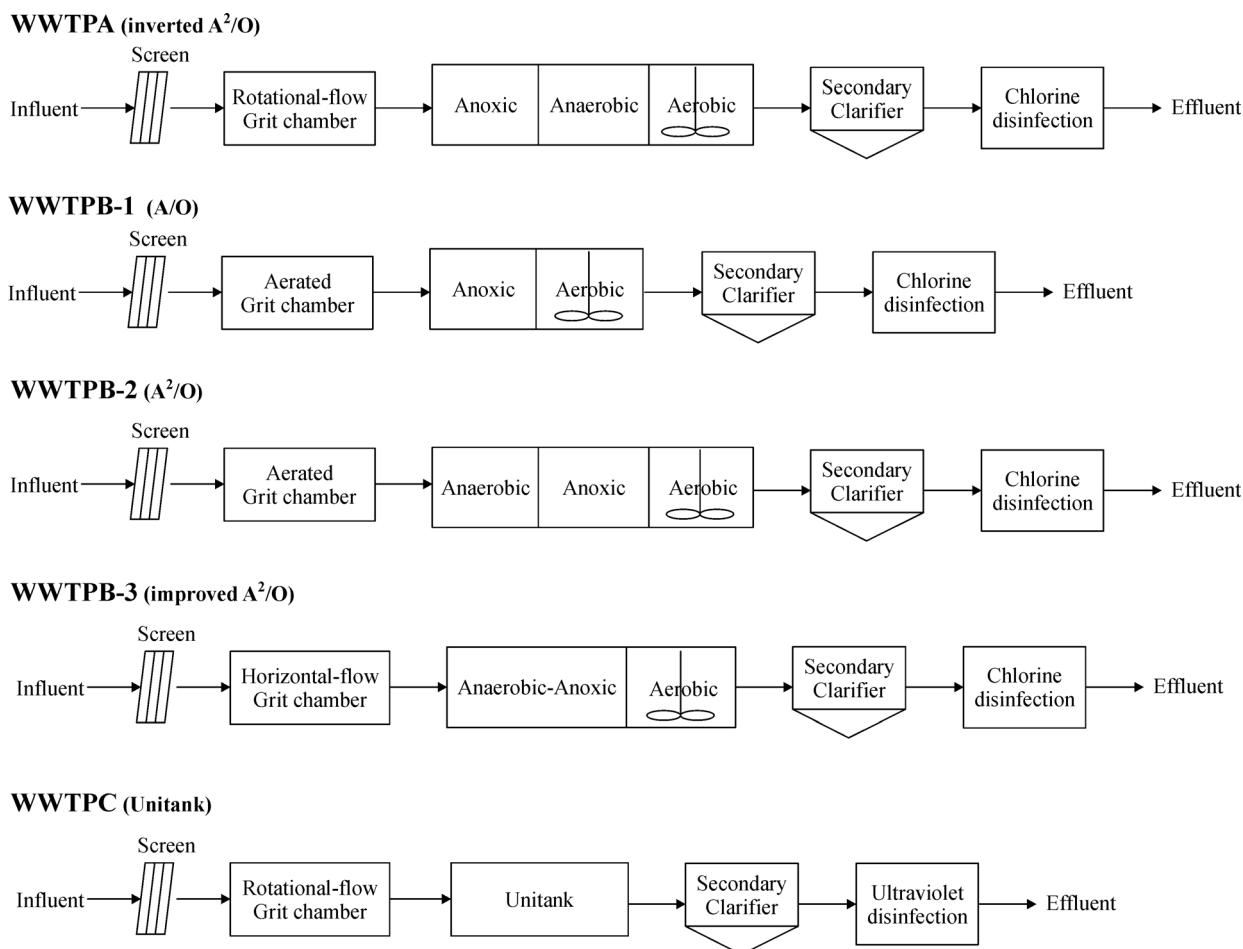 WWTPA (inverted A²/O)
Screen
Influent
Rotational-flow
Grit chamber
Anoxic
Anaerobic
Aerobic
Secondary
Clarifier
Chlorine
disinfection
Effluent
WWTPB-1 (A/O)
Screen
Influent
Aerated
Grit chamber
Anoxic
Aerobic
Secondary
Clarifier
Chlorine
disinfection
Effluent
WWTPB-2 (A²/O)
Screen
Influent
Aerated
Grit chamber
Anaerobic
Anoxic
Aerobic
Secondary
Clarifier
Chlorine
disinfection
Effluent
WWTPB-3 (improved A²/O)
Screen
Influent
Horizontal-flow
Grit chamber
Anaerobic-Anoxic
Aerobic
Secondary
Clarifier
Chlorine
disinfection
Effluent
WWTPC (Unitank)
Screen
Influent
Rotational-flow
Grit chamber
Unitank
Secondary
Clarifier
Ultraviolet
disinfection
Effluent